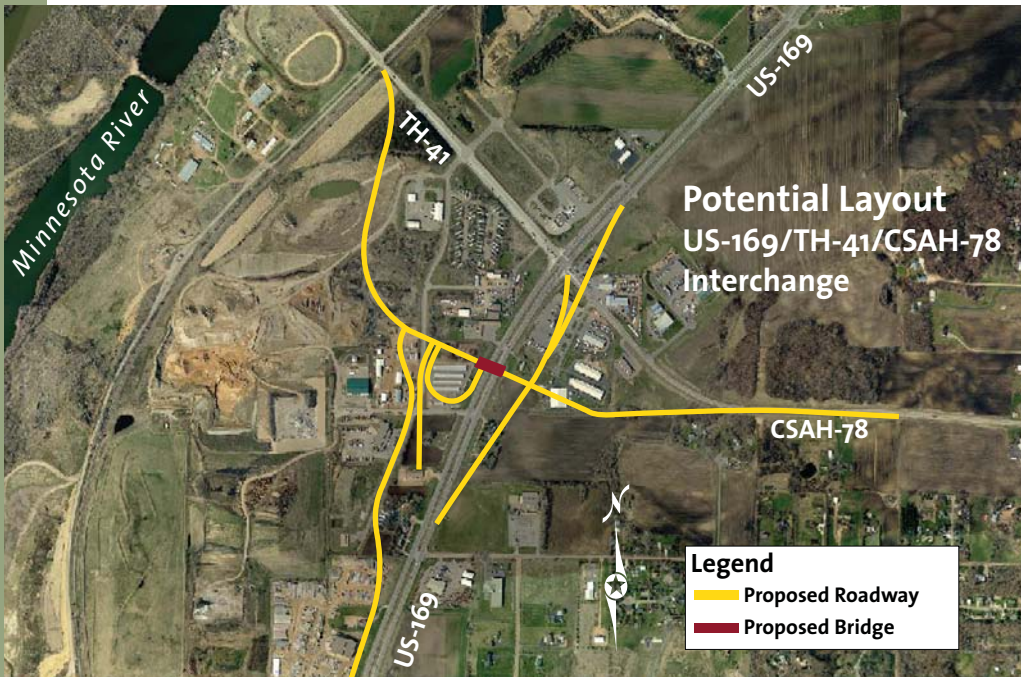 Minnesota River
TH-41
US-169
Potential Layout
US-169/TH-41/CSAH-78
Interchange
CSAH-78
N
US-169
Legend
Proposed Roadway
Proposed Bridge